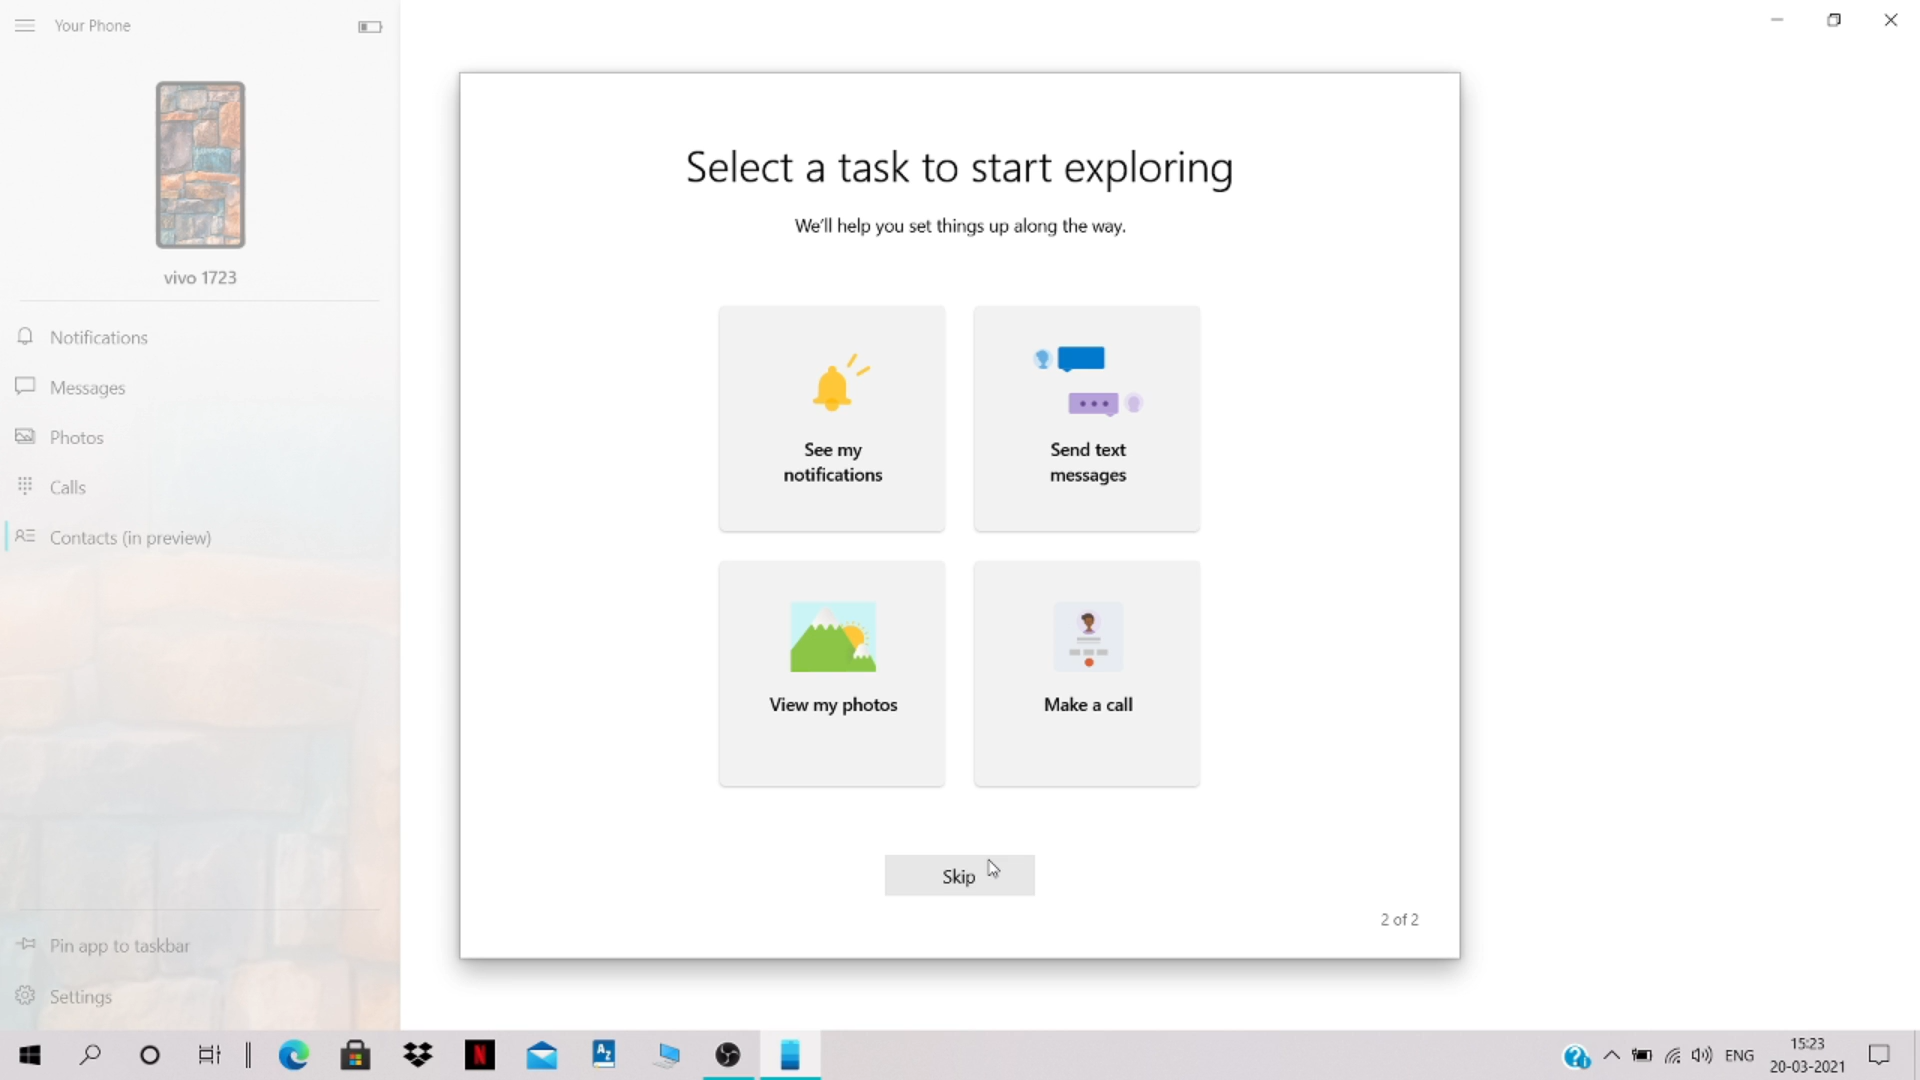 Your Phone
vivo 1723
Notifications
Messages
Photos
Calls
Contacts (in preview)
Pin app to taskbar
Settings
Select a task to start exploring
We'll help you set things up along the way.
See my
notifications
Send text
messages
View my photos
Make a call
Skip
2 of 2
N
A Z
ENG
15:23
20-03-2021